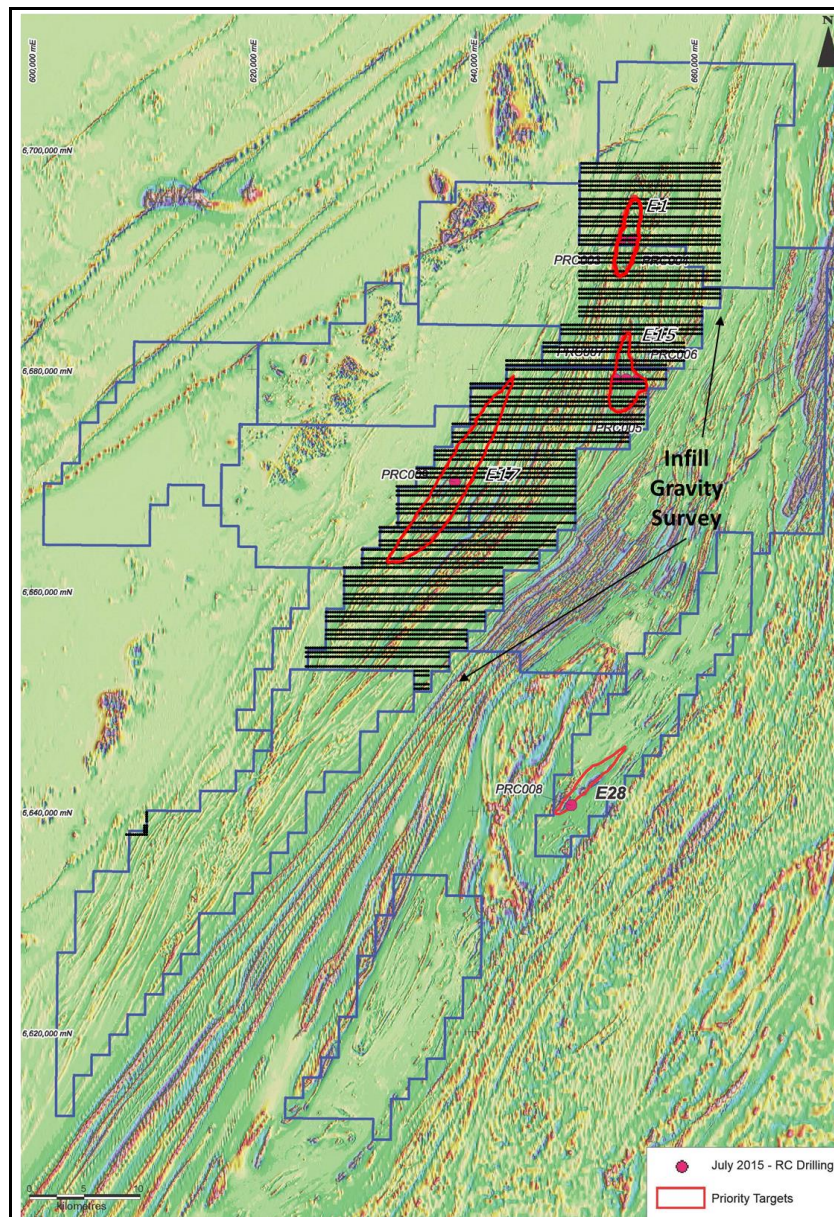 600,000 mE
620,000 mE
640,000 mE
660,000 mE
N
6,700,000 mN
E1
PRC003
PRC004
E15
PRC007
PRC006
6,680,000 mN
PRC005
E17
Infill
Gravity
Survey
6,660,000 mN
PRC008
E28
6,640,000 mN
6,620,000 mN
0 5 10
kilometres
July 2015 - RC Drilling
Priority Targets